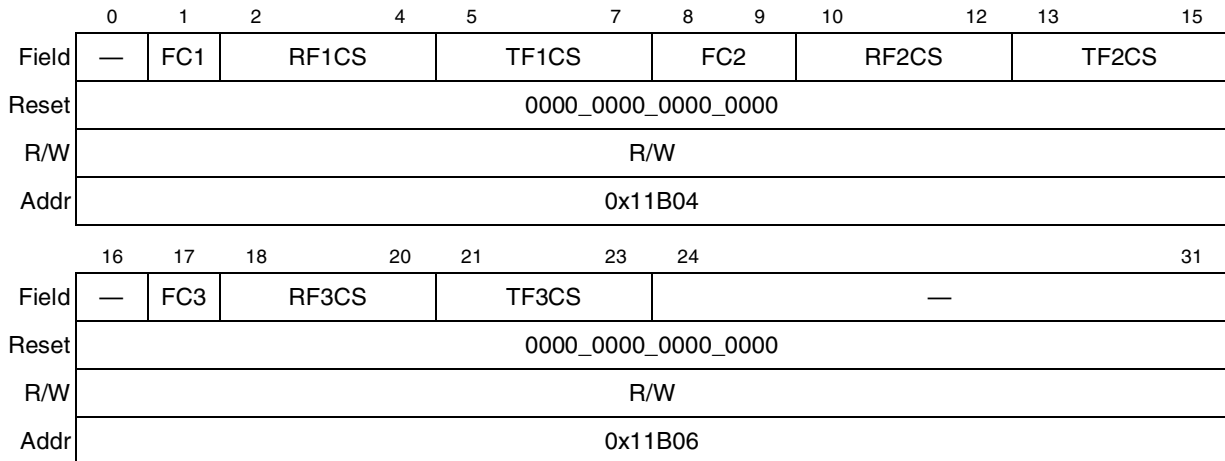 0 1 2 4 5 7 8 9 10 12 13 15
Field — FC1 RF1CS TF1CS FC2 RF2CS TF2CS
Reset 0000_0000_0000_0000
R/W R/W
Addr 0x11B04
16 17 18 20 21 23 24 31
Field — FC3 RF3CS TF3CS —
Reset 0000_0000_0000_0000
R/W R/W
Addr 0x11B06